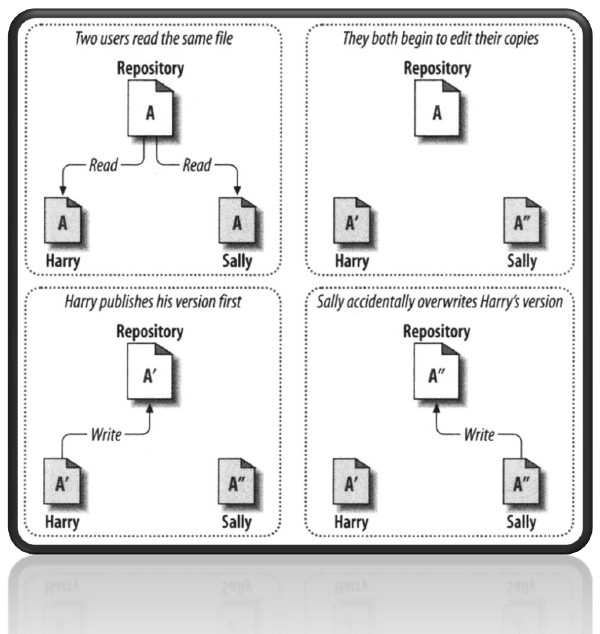 Two users read the same file
Repository
A
Read
Read
A
A
Harry
Sally
They both begin to edit their copies
Repository
A
A'
A"
Harry
Sally
Harry publishes his version first
Repository
A'
Write
A'
A"
Harry
Sally
Sally accidentally overwrites Harry's version
Repository
A"
Write
A'
A"
Harry
Sally